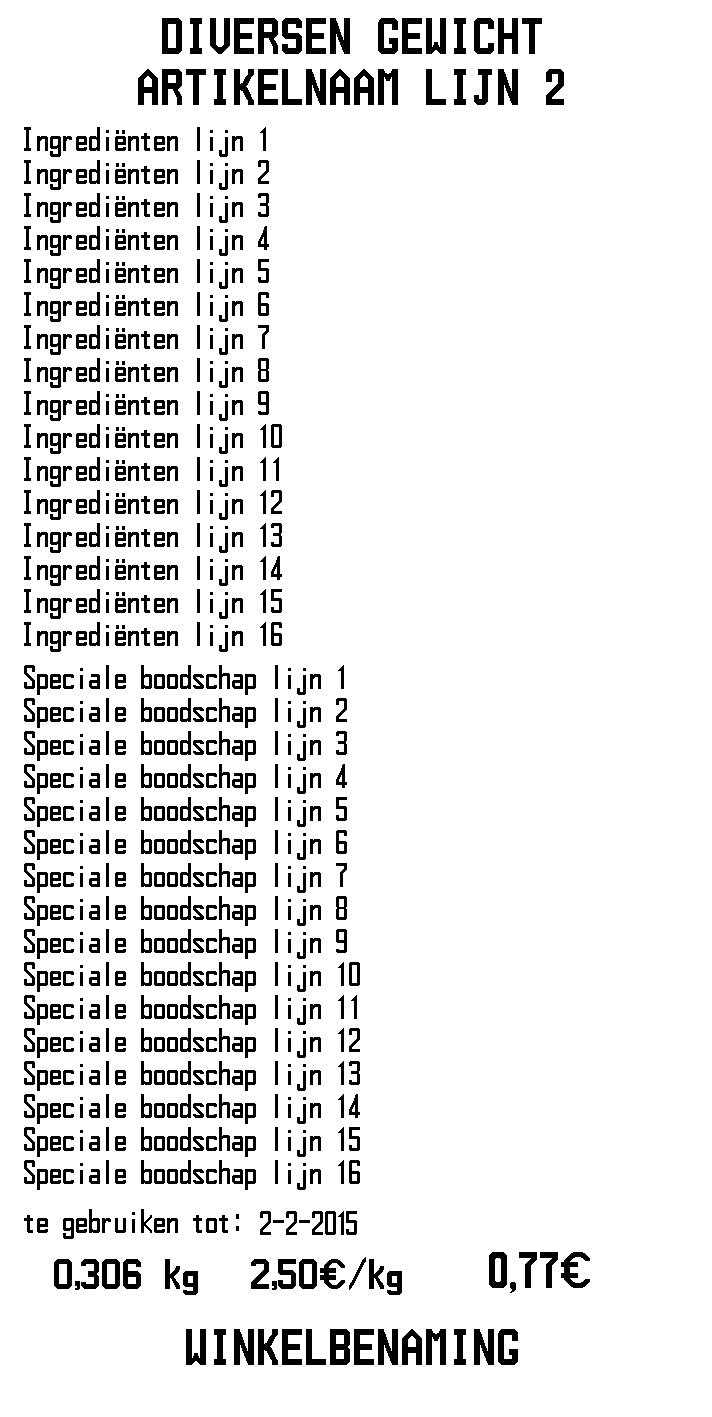 DIVERSEN GEWICHT
ARTIKELNAAM LIJN 2
Ingrediënten lijn 1
Ingrediënten lijn 2
Ingrediënten lijn 3
Ingrediënten lijn 4
Ingrediënten lijn 5
Ingrediënten lijn 6
Ingrediënten lijn 7
Ingrediënten lijn 8
Ingrediënten lijn 9
Ingrediënten lijn 10
Ingrediënten lijn 11
Ingrediënten lijn 12
Ingrediënten lijn 13
Ingrediënten lijn 14
Ingrediënten lijn 15
Ingrediënten lijn 16
Speciale boodschap lijn 1
Speciale boodschap lijn 2
Speciale boodschap lijn 3
Speciale boodschap lijn 4
Speciale boodschap lijn 5
Speciale boodschap lijn 6
Speciale boodschap lijn 7
Speciale boodschap lijn 8
Speciale boodschap lijn 9
Speciale boodschap lijn 10
Speciale boodschap lijn 11
Speciale boodschap lijn 12
Speciale boodschap lijn 13
Speciale boodschap lijn 14
Speciale boodschap lijn 15
Speciale boodschap lijn 16
te gebruiken tot: 2-2-2015
0,306 kg 2,50€/kg 0,77€
WINKELBENAMING